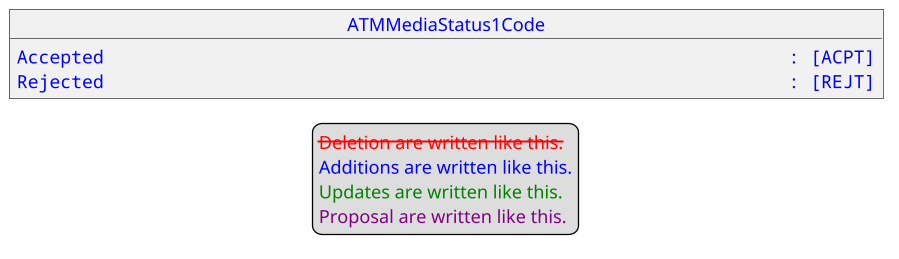 ATMMediaStatus1Code
Accepted : [ACPT]
Rejected : [REJT]
Deletion are written like this.
Additions are written like this.
Updates are written like this.
Proposal are written like this.